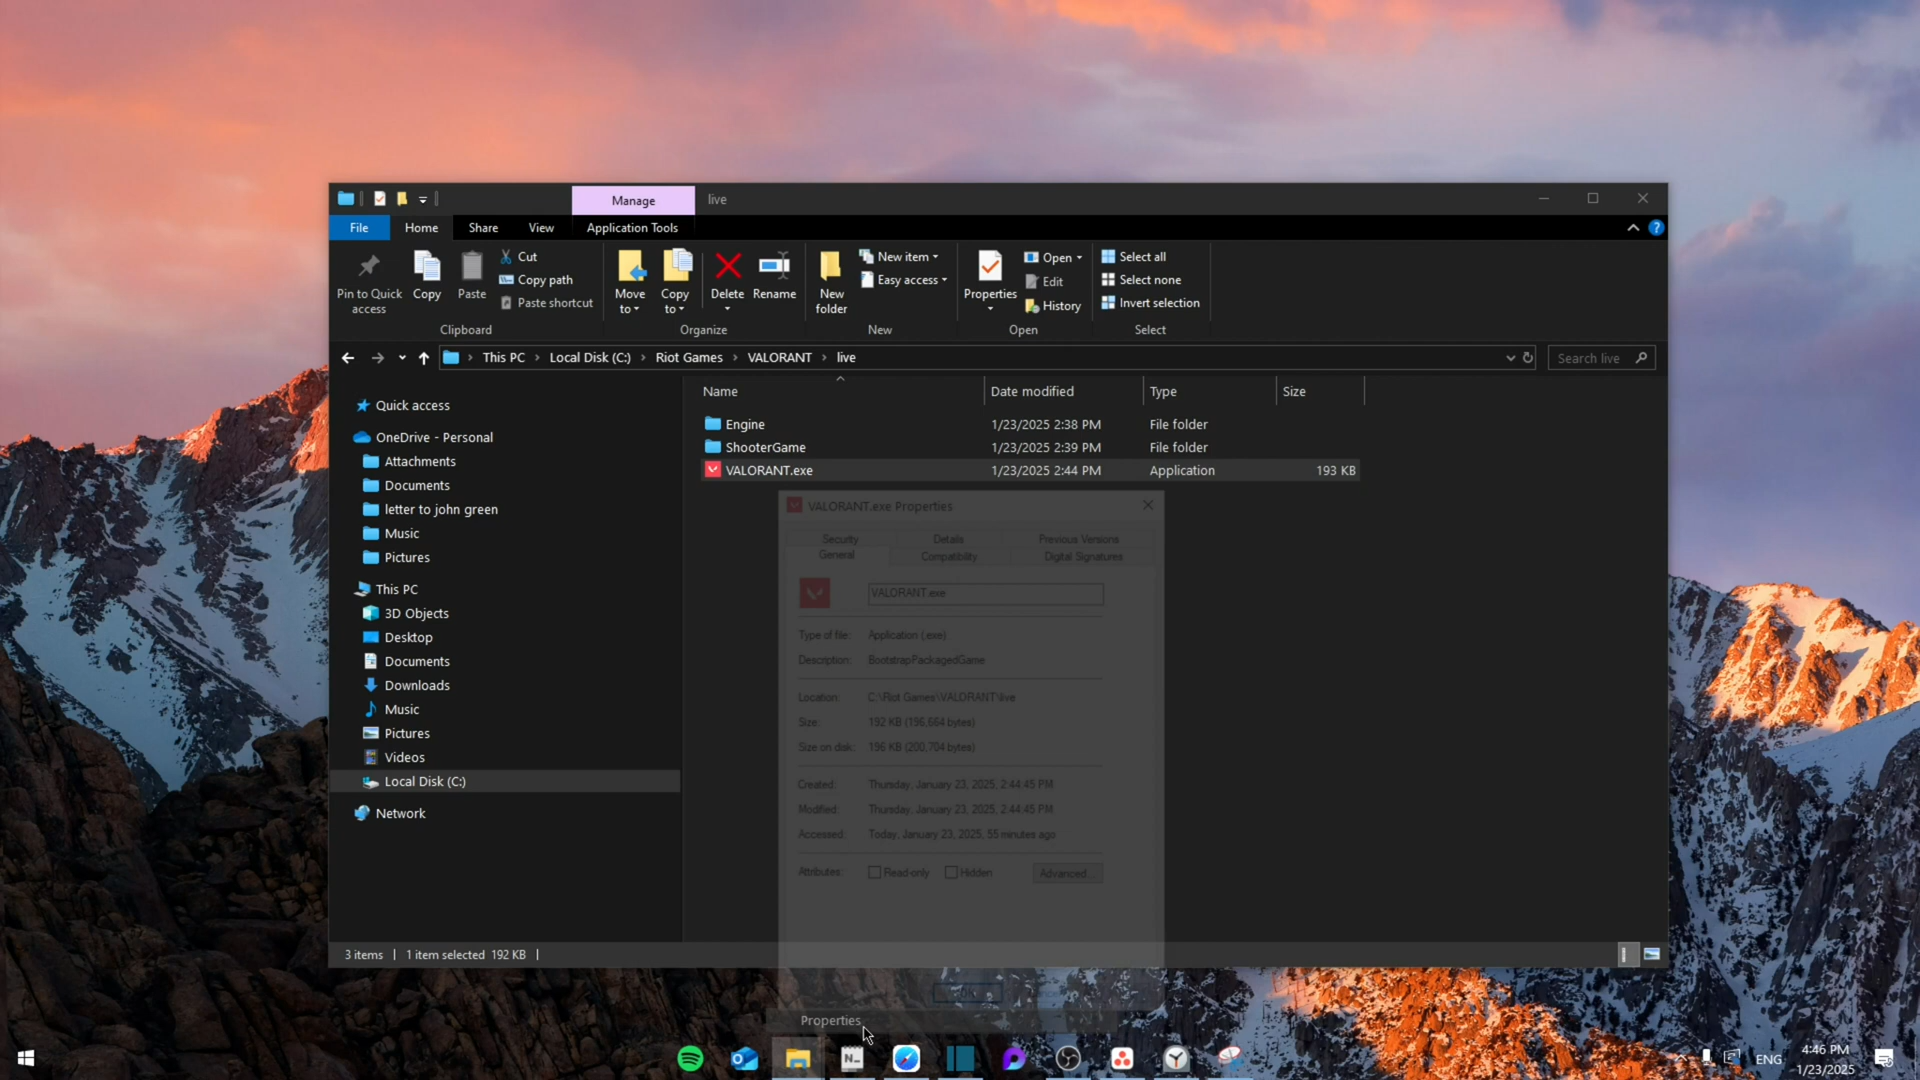 Manage
live
File
Home
Share
View
Application Tools
Pin to Quick
access
Copy
Paste
Cut
Copy path
Paste shortcut
Move
to
Copy
to
Delete
Rename
New
folder
New item
Easy access
Properties
Open
Edit
History
Select all
Select none
Invert selection
Clipboard
Organize
New
Open
Select
This PC
Local Disk (C:)
Riot Games
VALORANT
live
Search live
Name
Date modified
Type
Size
Engine
1/23/2025 2:38 PM
File folder
ShooterGame
1/23/2025 2:39 PM
File folder
VALORANT.exe
1/23/2025 2:44 PM
Application
193 KB
Quick access
OneDrive - Personal
Attachments
Documents
letter to john green
Music
Pictures
This PC
3D Objects
Desktop
Documents
Downloads
Music
Pictures
Videos
Local Disk (C:)
Network
VALORANT.exe Properties
Security
Details
Previous Versions
General
Compatibility
Digital Signatures
VALORANT.exe
Type of file: Application (.exe)
Description: BootstrapPackagedGame
Location: C:\Riot Games\VALORANT\live
Size: 192 KB (196,664 bytes)
Size on disk: 196 KB (200,704 bytes)
Created: Thursday, January 23, 2025, 2:44:45 PM
Modified: Thursday, January 23, 2025, 2:44:45 PM
Accessed: Today, January 23, 2025, 55 minutes ago
Attributes: Read-only Hidden Advanced...
3 items
1 item selected 192 KB
Properties
N
ENG
4:46 PM
1/23/2025